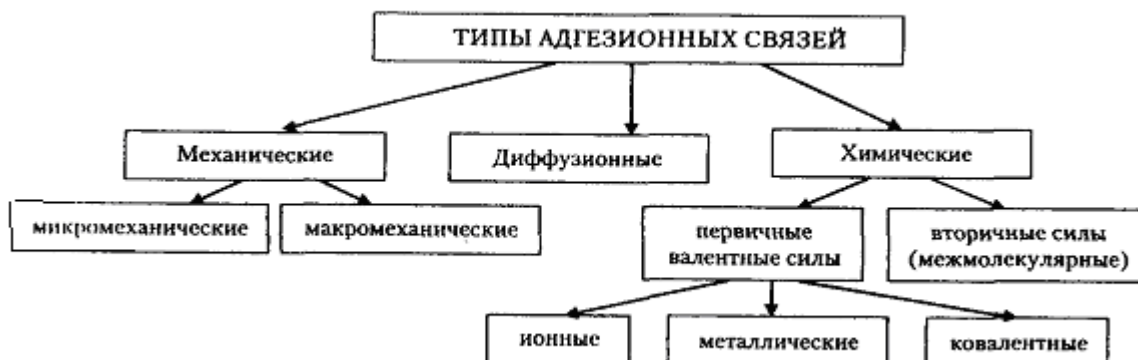 ТИПЫ АДГЕЗИОННЫХ СВЯЗЕЙ
Механические
Диффузионные
Химические
микромеханические
макромеханические
первичные
валентные силы
вторичные силы
(межмолекулярные)
ионные
металлические
ковалентные